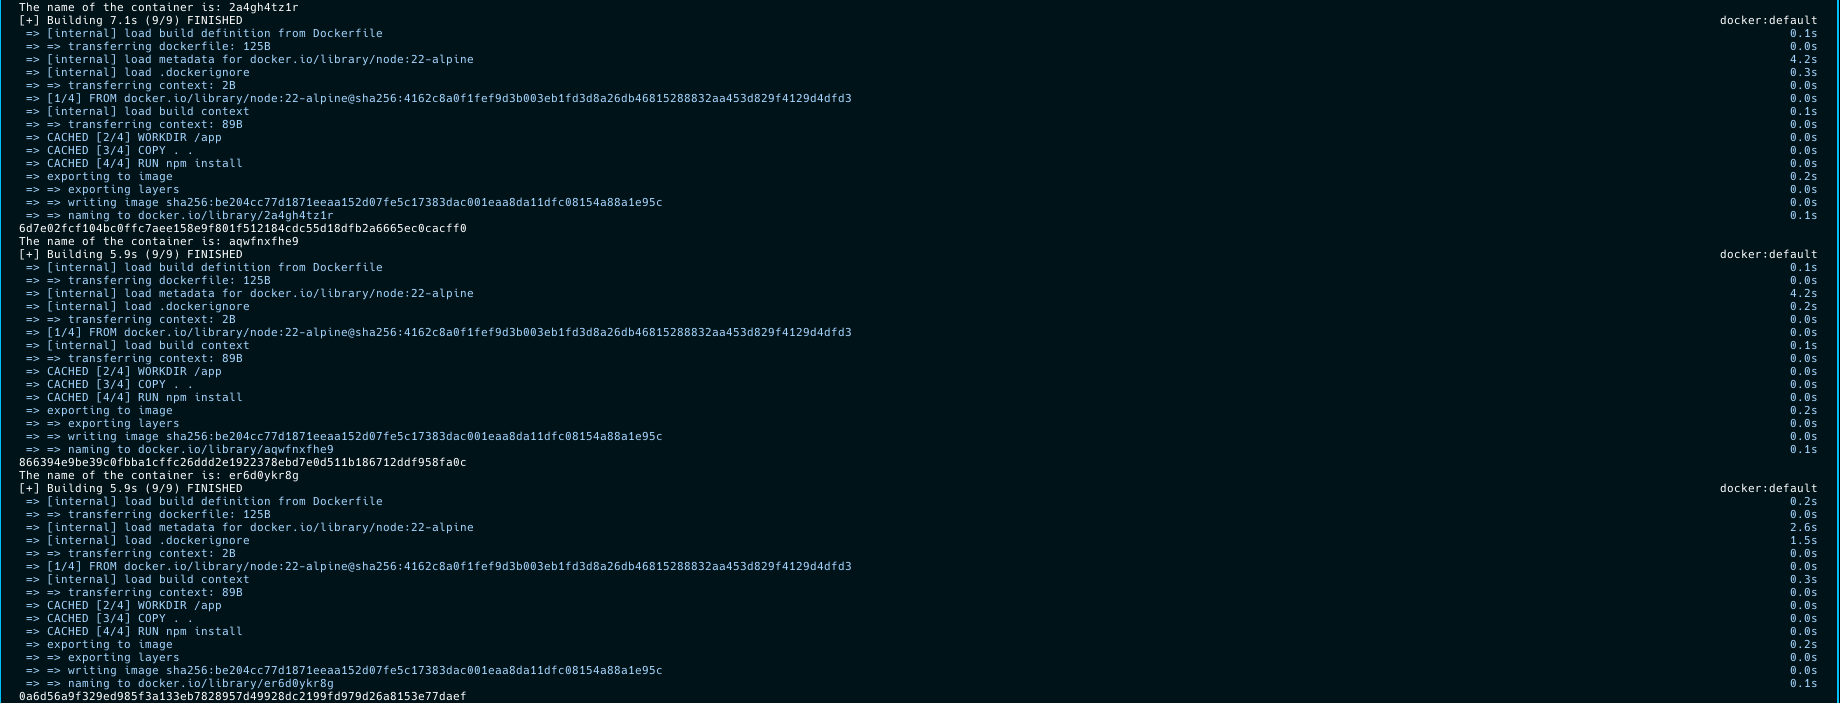 The name of the container is: 2a4gh4tz1r
[+] Building 7.1s (9/9) FINISHED docker:default
=> [internal] load build definition from Dockerfile 0.1s
=> => transferring dockerfile: 125B 0.0s
=> [internal] load metadata for docker.io/library/node:22-alpine 4.2s
=> [internal] load .dockerignore 0.3s
=> => transferring context: 2B 0.0s
=> [1/4] FROM docker.io/library/node:22-alpine@sha256:4162c8a0f1fef9d3b003eb1fd3d8a26db46815288832aa453d829f4129d4dfd3 0.0s
=> [internal] load build context 0.1s
=> => transferring context: 89B 0.0s
=> CACHED [2/4] WORKDIR /app 0.0s
=> CACHED [3/4] COPY . . 0.0s
=> CACHED [4/4] RUN npm install 0.0s
=> exporting to image 0.2s
=> => exporting layers 0.0s
=> => writing image sha256:be204cc77d1871eeaa152d07fe5c17383dac001eaa8da11dfc08154a88a1e95c 0.0s
=> => naming to docker.io/library/2a4gh4tz1r 0.1s
6d7e02fcf104bc0ffc7aee158e9f801f512184cdc55d18dfb2a6665ec0cacff0
The name of the container is: aqwfnxfhe9
[+] Building 5.9s (9/9) FINISHED docker:default
=> [internal] load build definition from Dockerfile 0.1s
=> => transferring dockerfile: 125B 0.0s
=> [internal] load metadata for docker.io/library/node:22-alpine 4.2s
=> [internal] load .dockerignore 0.2s
=> => transferring context: 2B 0.0s
=> [1/4] FROM docker.io/library/node:22-alpine@sha256:4162c8a0f1fef9d3b003eb1fd3d8a26db46815288832aa453d829f4129d4dfd3 0.0s
=> [internal] load build context 0.1s
=> => transferring context: 89B 0.0s
=> CACHED [2/4] WORKDIR /app 0.0s
=> CACHED [3/4] COPY . . 0.0s
=> CACHED [4/4] RUN npm install 0.0s
=> exporting to image 0.2s
=> => exporting layers 0.0s
=> => writing image sha256:be204cc77d1871eeaa152d07fe5c17383dac001eaa8da11dfc08154a88a1e95c 0.0s
=> => naming to docker.io/library/aqwfnxfhe9 0.1s
866394e9be39c0fbba1cffc26ddd2e1922378ebd7e0d511b186712ddf958fa0c
The name of the container is: er6d0ykr8g
[+] Building 5.9s (9/9) FINISHED docker:default
=> [internal] load build definition from Dockerfile 0.2s
=> => transferring dockerfile: 125B 0.0s
=> [internal] load metadata for docker.io/library/node:22-alpine 2.6s
=> [internal] load .dockerignore 1.5s
=> => transferring context: 2B 0.0s
=> [1/4] FROM docker.io/library/node:22-alpine@sha256:4162c8a0f1fef9d3b003eb1fd3d8a26db46815288832aa453d829f4129d4dfd3 0.0s
=> [internal] load build context 0.3s
=> => transferring context: 89B 0.0s
=> CACHED [2/4] WORKDIR /app 0.0s
=> CACHED [3/4] COPY . . 0.0s
=> CACHED [4/4] RUN npm install 0.0s
=> exporting to image 0.2s
=> => exporting layers 0.0s
=> => writing image sha256:be204cc77d1871eeaa152d07fe5c17383dac001eaa8da11dfc08154a88a1e95c 0.0s
=> => naming to docker.io/library/er6d0ykr8g 0.1s
0a6d56a9f329ed985f3a133eb7828957d49928dc2199fd979d26a8153e77daef